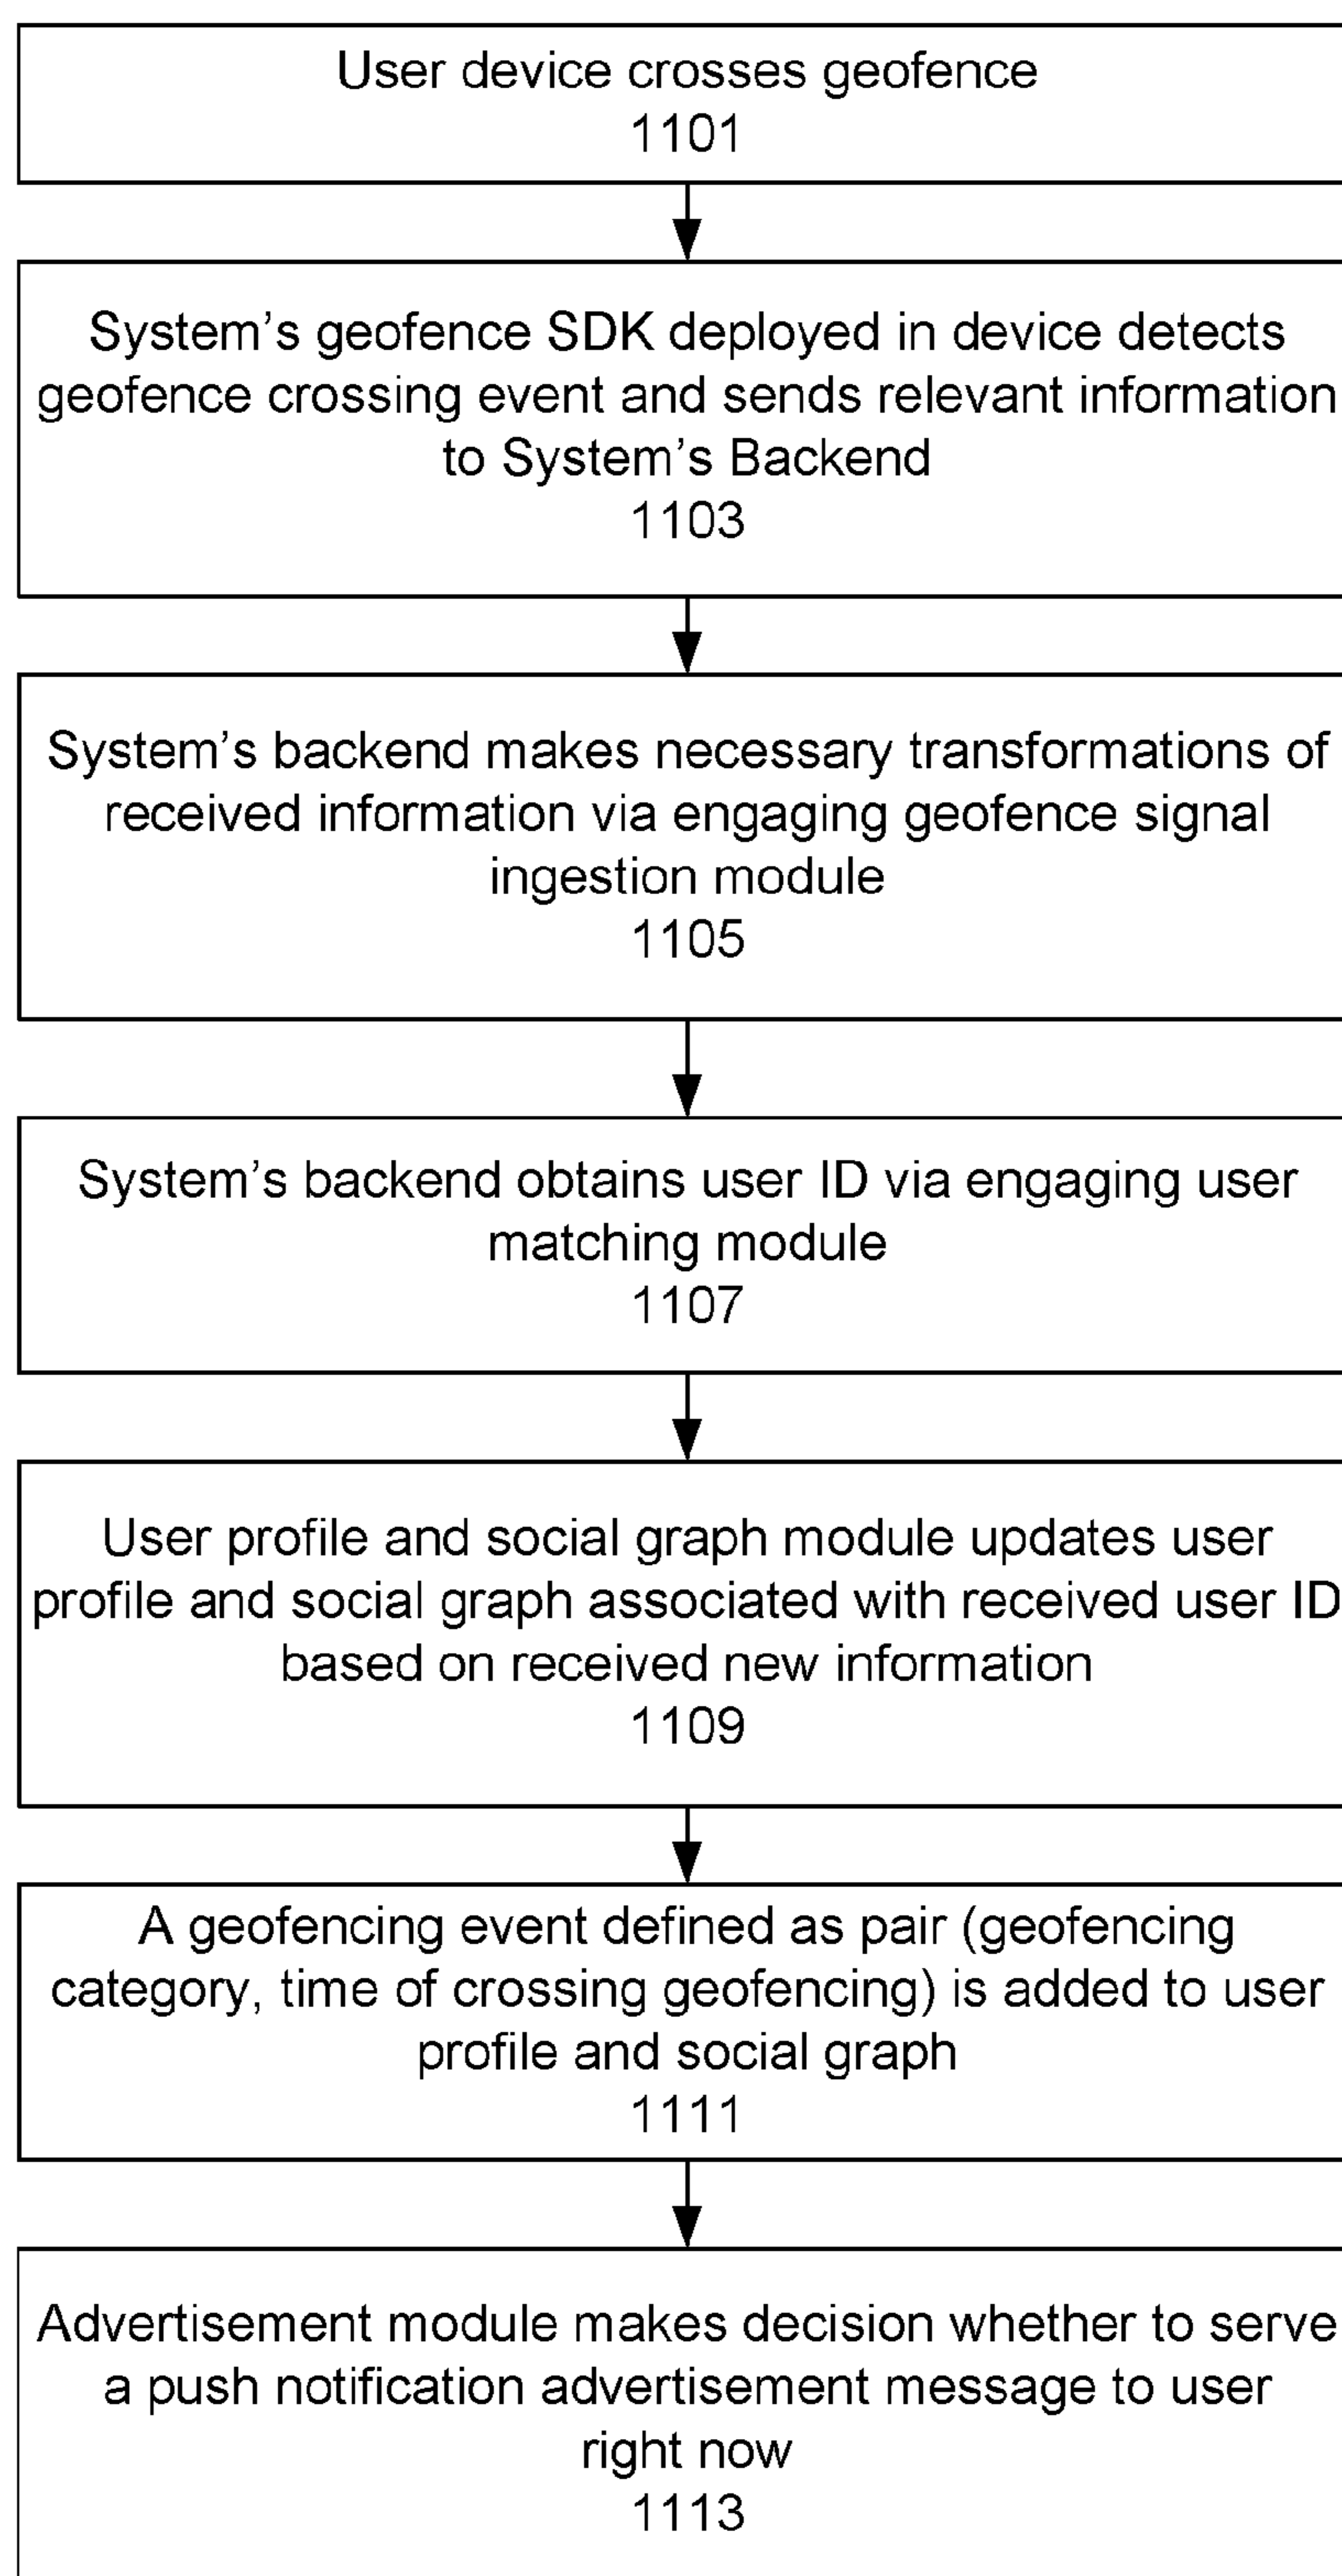 User device crosses geofence
1101
System’s geofence SDK deployed in device detects
geofence crossing event and sends relevant information
to System’s Backend
1103
System’s backend makes necessary transformations of
received information via engaging geofence signal
ingestion module
1105
System’s backend obtains user ID via engaging user
matching module
1107
User profile and social graph module updates user
profile and social graph associated with received user ID
based on received new information
1109
A geofencing event defined as pair (geofencing
category, time of crossing geofencing) is added to user
profile and social graph
1111
Advertisement module makes decision whether to serve
a push notification advertisement message to user
right now
1113